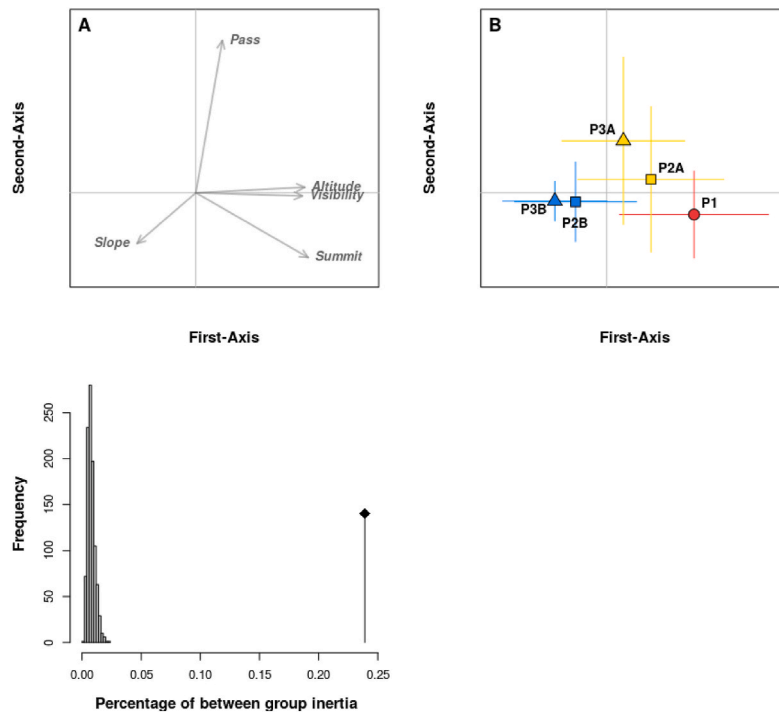 A
Pass
Altitude
Visibility
Slope
Summit
Second-Axis
First-Axis
B
P3A
P2A
P3B
P2B
P1
Second-Axis
First-Axis
250
200
150
100
50
0
Frequency
0.00 0.05 0.10 0.15 0.20 0.25
Percentage of between group inertia